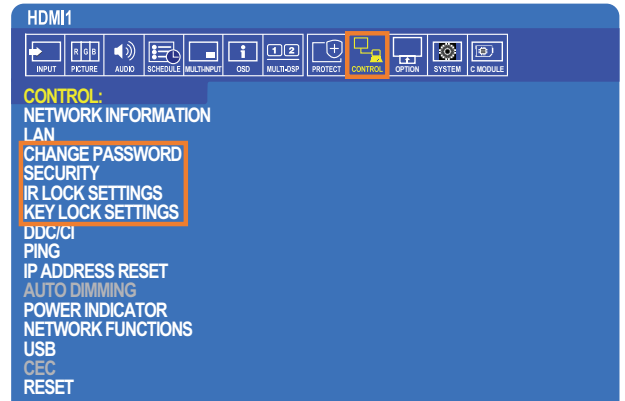 HDMI1
R G B 1 2
INPUT PICTURE AUDIO SCHEDULE MULTI-INPUT OSD MULTI-DSP PROTECT CONTROL OPTION SYSTEM C MODULE
CONTROL:
NETWORK INFORMATION
LAN
CHANGE PASSWORD
SECURITY
IR LOCK SETTINGS
KEY LOCK SETTINGS
DDC/CI
PING
IP ADDRESS RESET
AUTO DIMMING
POWER INDICATOR
NETWORK FUNCTIONS
USB
CEC
RESET